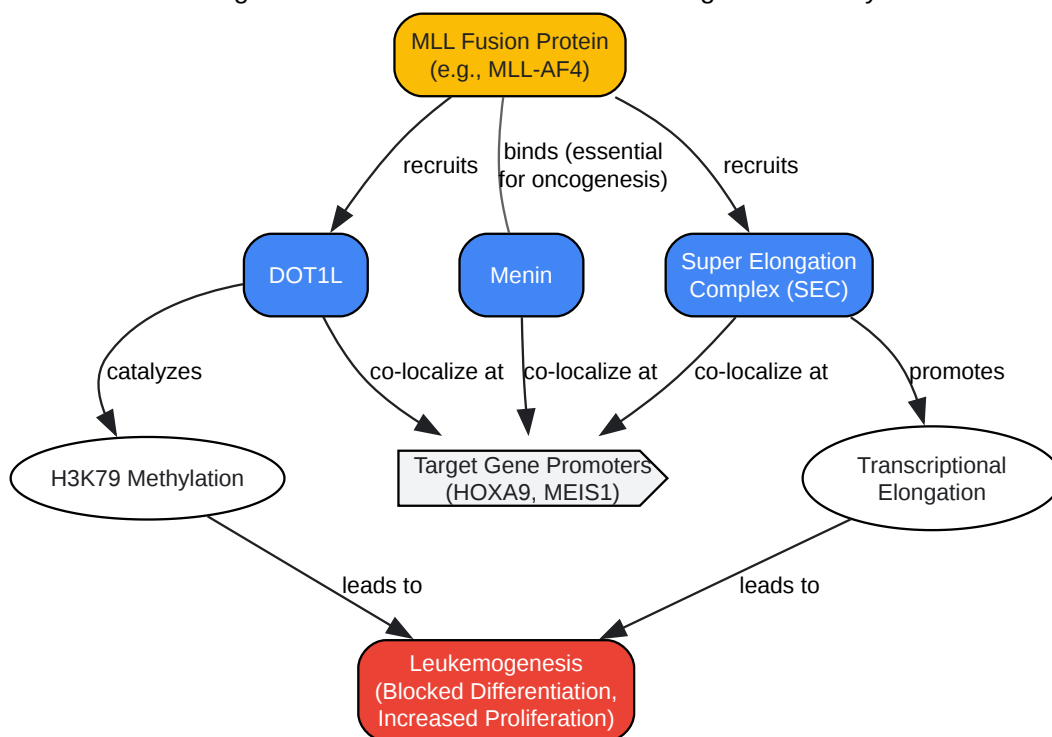 MLL Fusion Protein
(e.g., MLL-AF4)
recruits
binds (essential
for oncogenesis)
recruits
DOT1L
Menin
Super Elongation
Complex (SEC)
catalyzes
co-localize at
co-localize at
co-localize at
promotes
H3K79 Methylation
Target Gene Promoters
(HOXA9, MEIS1)
Transcriptional
Elongation
leads to
leads to
Leukemogenesis
(Blocked Differentiation,
Increased Proliferation)